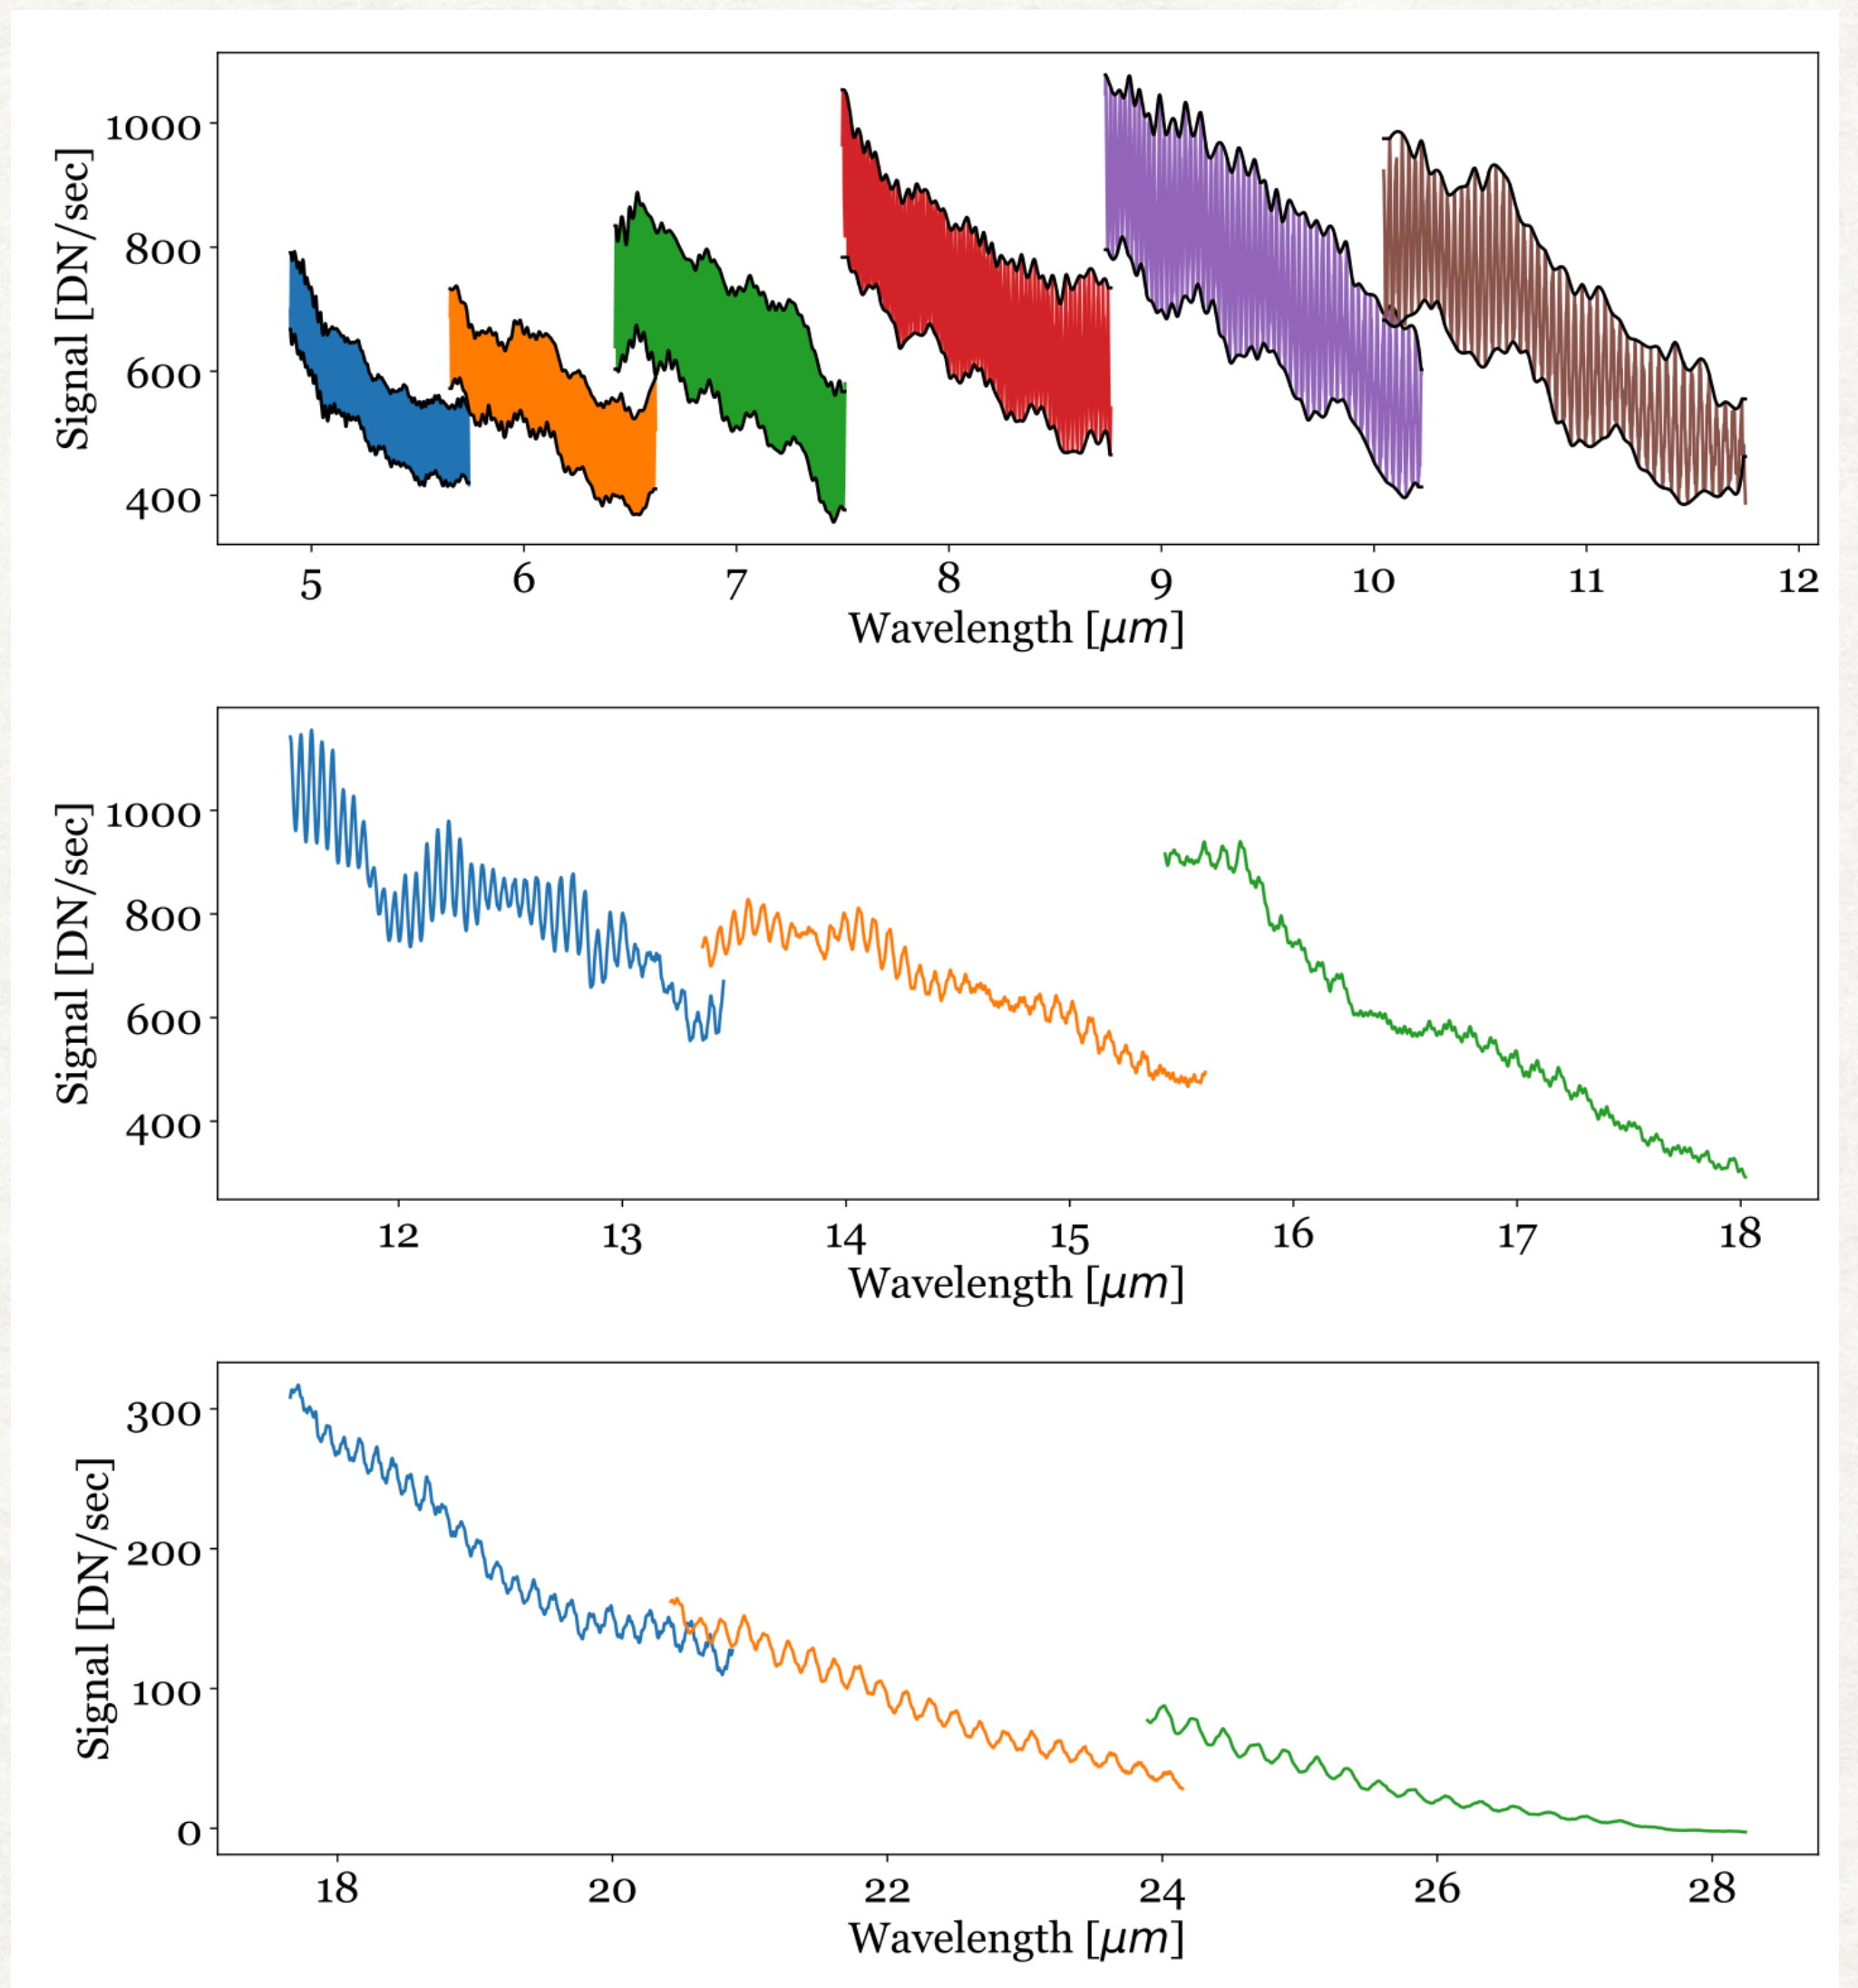 1000
800
600
400
Signal [DN/sec]
5 6 7 8 9 10 11 12
Wavelength [μm]
1000
800
600
400
Signal [DN/sec]
12 13 14 15 16 17 18
Wavelength [μm]
300
200
100
0
Signal [DN/sec]
18 20 22 24 26 28
Wavelength [μm]